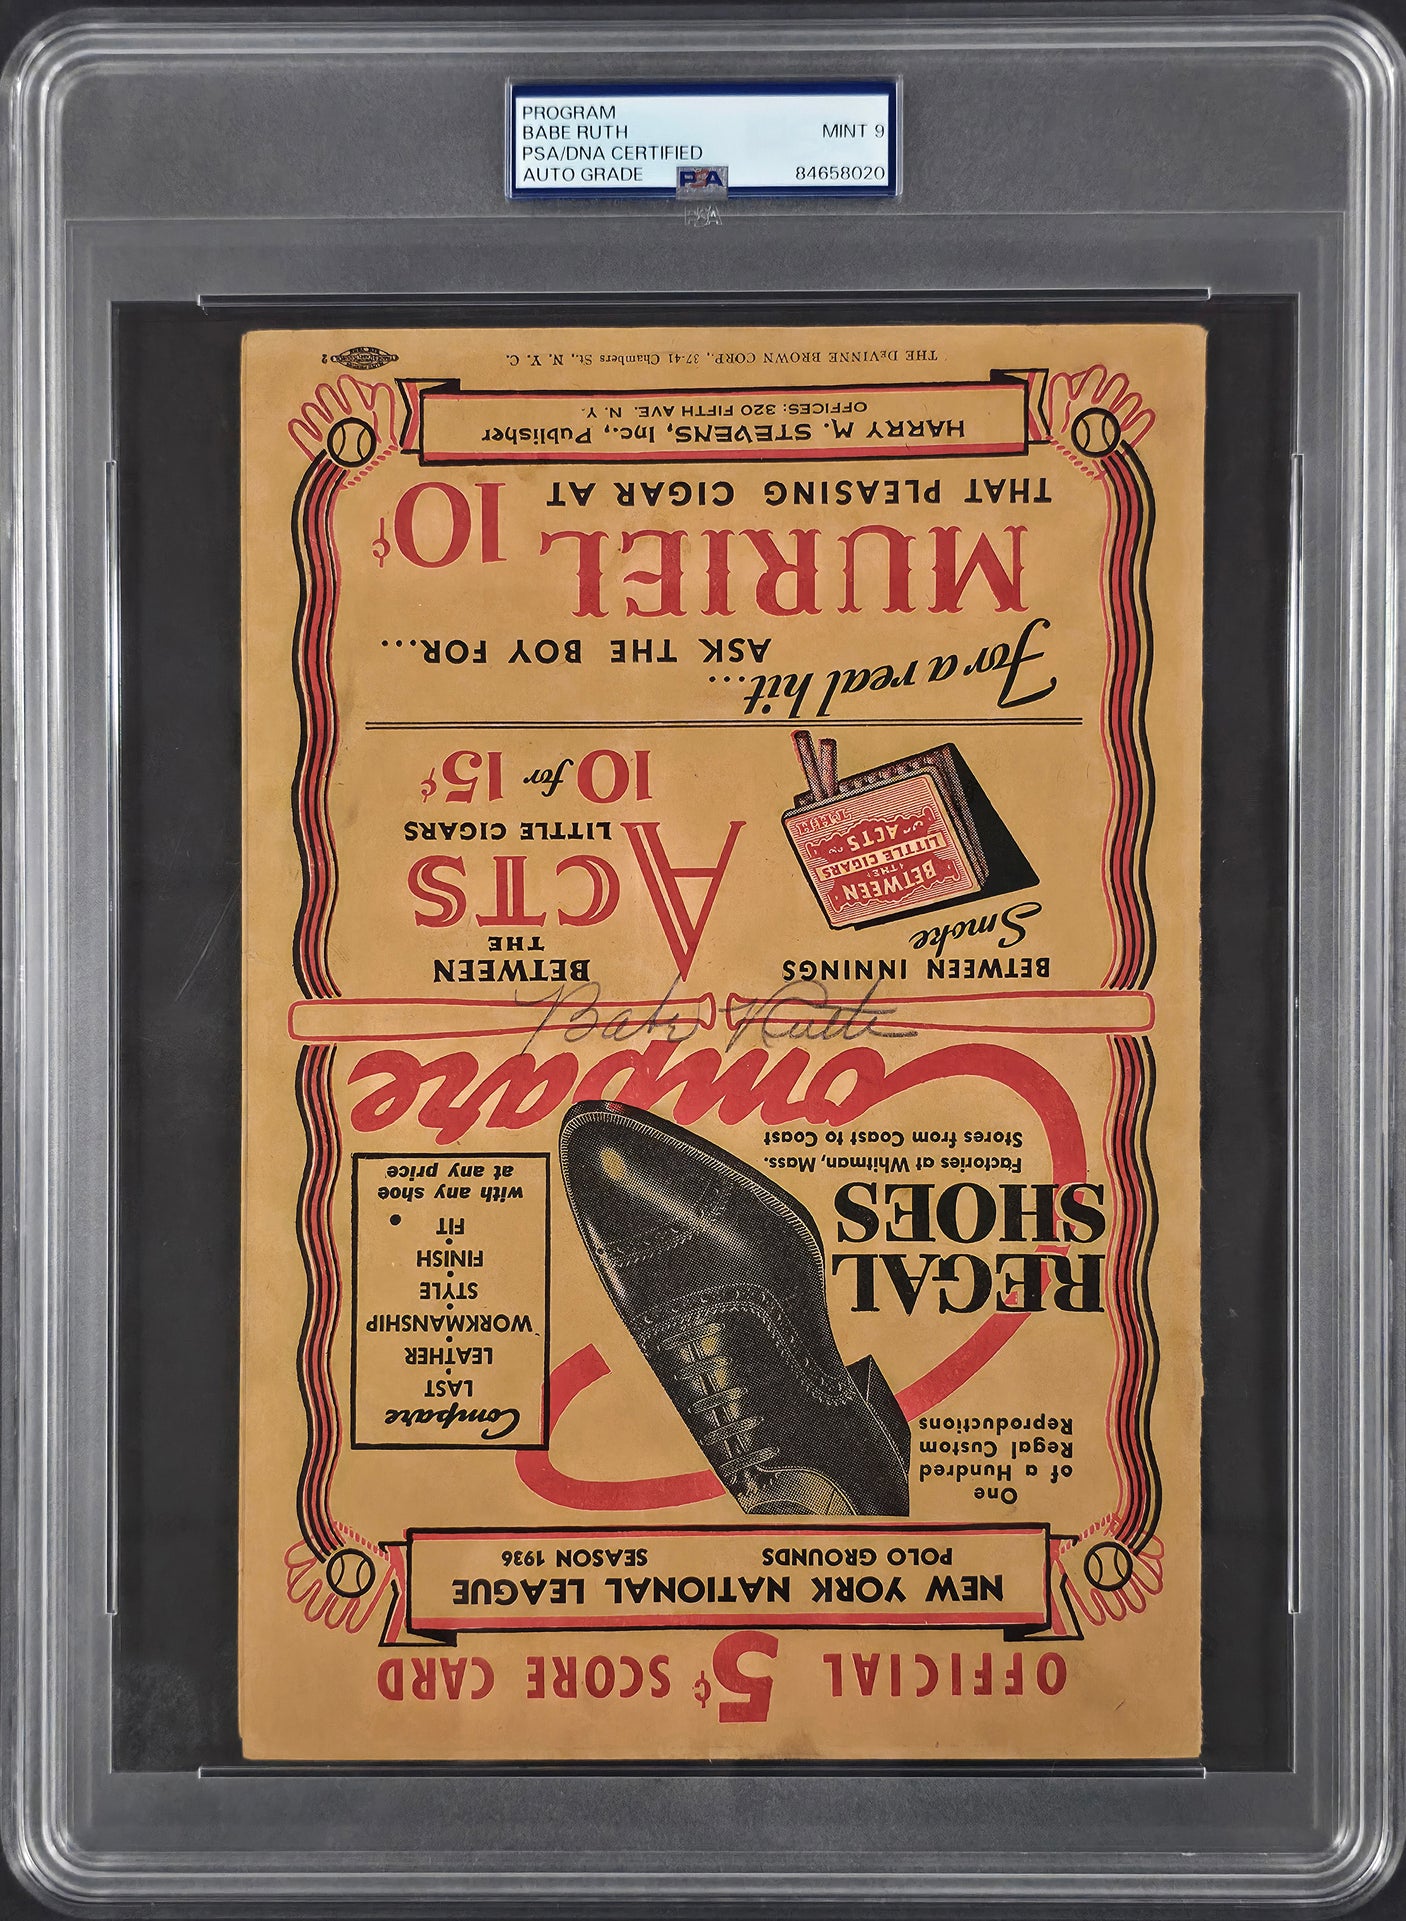 PROGRAM
BABE RUTH
PSA/DNA CERTIFIED
AUTO GRADE
MINT 9
84658020
PSA
PSA
OFFICIAL 5¢ SCORE CARD
NEW YORK NATIONAL LEAGUE
POLO GROUNDS SEASON 1936
One
of a Hundred
Regal Custom
Reproductions
REGAL
SHOES
Factories at Whitman, Mass.
Stores from Coast to Coast
Compare
LAST
LEATHER
WORKMANSHIP
STYLE
FINISH
FIT
with any shoe
at any price
Compare
Babe Ruth
BETWEEN INNINGS
Smoke
BETWEEN
THE
ACTS
LITTLE CIGARS
10 for 15¢
BETWEEN
THE
ACTS
LITTLE CIGARS
For a real hit...
ASK THE BOY FOR...
MURIEL 10¢
THAT PLEASING CIGAR AT
HARRY M. STEVENS, Inc., Publisher
OFFICES: 320 FIFTH AVE. N. Y.
THE DEVINNE BROWN CORP., 37-41 Chambers St., N. Y. C.
2